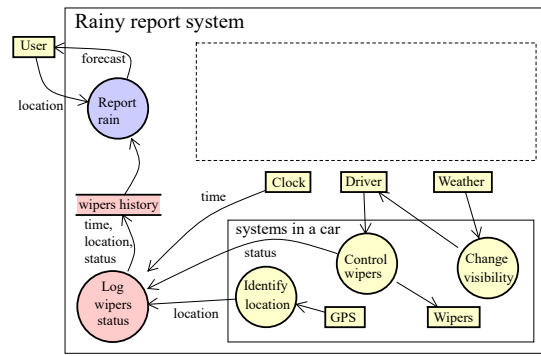 Rainy report system
User
forecast
location
Report
rain
wipers history
time,
location,
status
Log
wipers
status
time
Clock
Driver
Weather
systems in a car
status
Control
wipers
Change
visibility
Identify
location
location
GPS
Wipers